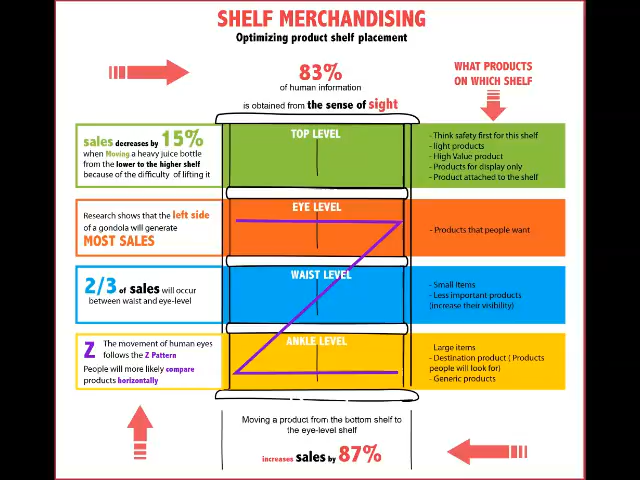 SHELF MERCHANDISING
Optimizing product shelf placement
83%
of human information
is obtained from the sense of sight
WHAT PRODUCTS
ON WHICH SHELF
sales decreases by 15%
when Moving a heavy juice bottle
from the lower to the higher shelf
because of the difficulty of lifting it
TOP LEVEL
- Think safety first for this shelf
- light products
- High Value product
- Products for display only
- Product attached to the shelf
Research shows that the left side
of a gondola will generate
MOST SALES
EYE LEVEL
- Products that people want
2/3 of sales will occur
between waist and eye-level
WAIST LEVEL
- Small items
- Less important products
(increase their visibility)
Z The movement of human eyes
follows the Z Pattern
People will more likely compare
products horizontally
ANKLE LEVEL
Large items
- Destination product ( Products
people will look for)
- Generic products
Moving a product from the bottom shelf to
the eye-level shelf
increases sales by 87%